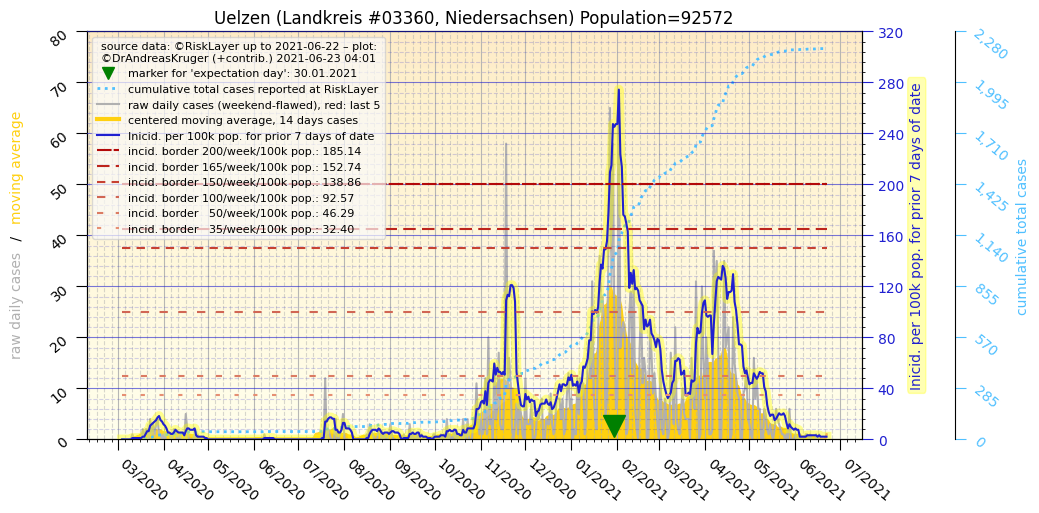 Uelzen (Landkreis #03360, Niedersachsen) Population=92572
source data: ©RiskLayer up to 2021-06-22 – plot:
©DrAndreasKruger (+contrib.) 2021-06-23 04:01
marker for 'expectation day': 30.01.2021
cumulative total cases reported at RiskLayer
raw daily cases (weekend-flawed), red: last 5
centered moving average, 14 days cases
Inicid. per 100k pop. for prior 7 days of date
incid. border 200/week/100k pop.: 185.14
incid. border 165/week/100k pop.: 152.74
incid. border 150/week/100k pop.: 138.86
incid. border 100/week/100k pop.: 92.57
incid. border 50/week/100k pop.: 46.29
incid. border 35/week/100k pop.: 32.40
raw daily cases / moving average
80
70
60
50
40
30
20
10
0
320
280
240
200
160
120
80
40
0
Inicid. per 100k pop. for prior 7 days of date
2,280
1,995
1,710
1,425
1,140
855
570
285
0
cumulative total cases
03/2020
04/2020
05/2020
06/2020
07/2020
08/2020
09/2020
10/2020
11/2020
12/2020
01/2021
02/2021
03/2021
04/2021
05/2021
06/2021
07/2021